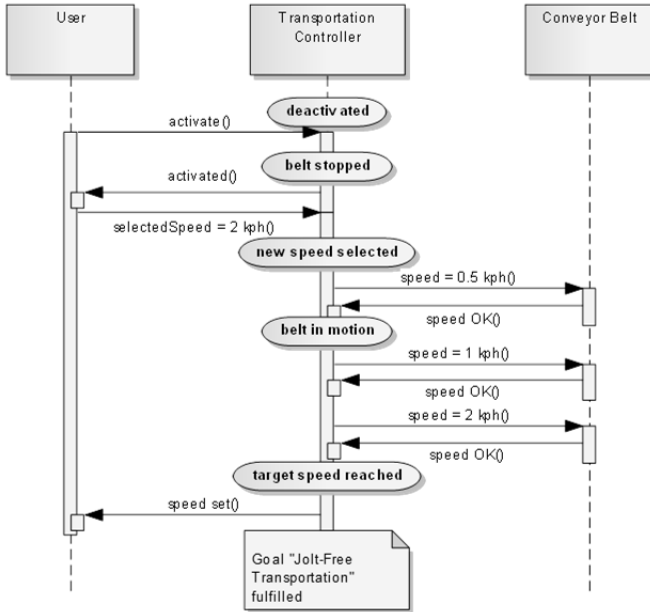 User
Transportation
Controller
Conveyor Belt
deactivated
activate()
belt stopped
activated()
selectedSpeed = 2 kph()
new speed selected
speed = 0.5 kph()
speed OK()
belt in motion
speed = 1 kph()
speed OK()
speed = 2 kph()
speed OK()
target speed reached
speed set()
Goal "Jolt-Free
Transportation"
fulfilled